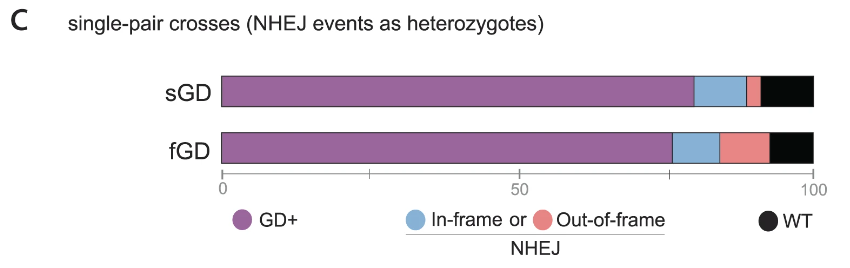 C single-pair crosses (NHEJ events as heterozygotes)
sGD
fGD
0 50 100
GD+ In-frame or Out-of-frame WT
NHEJ